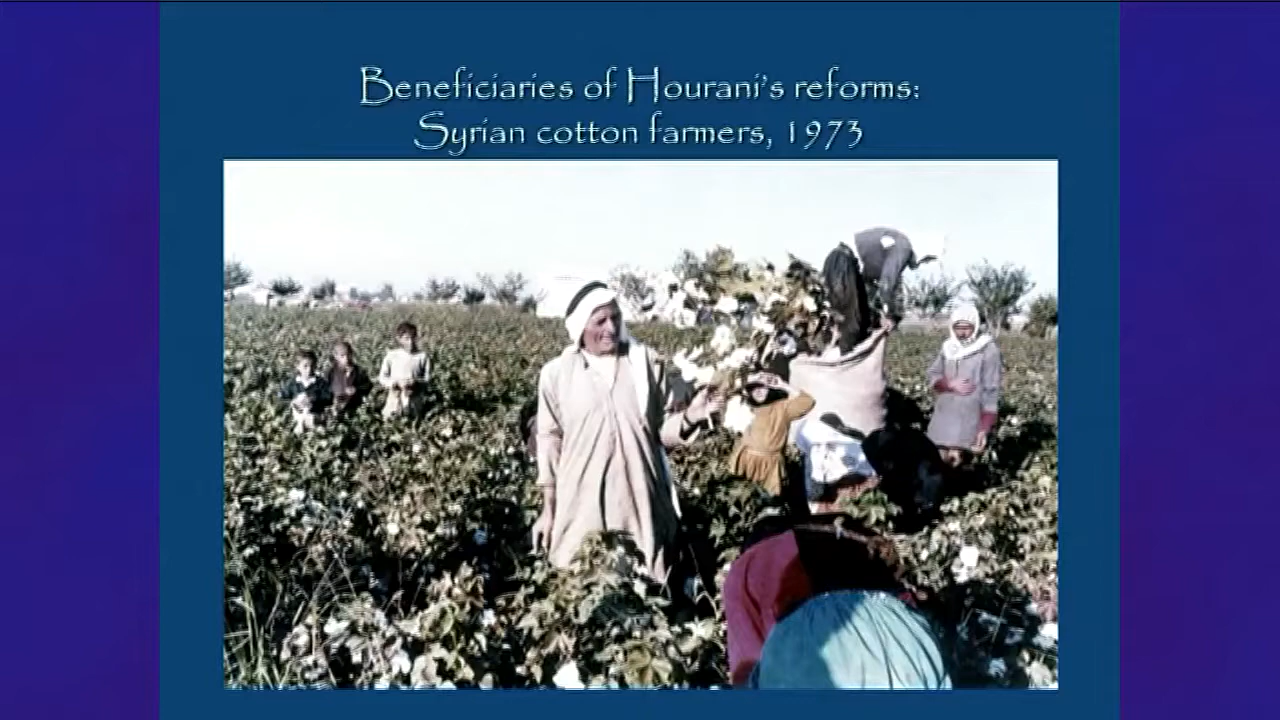 Beneficiaries of Hourani's reforms:
Syrian cotton farmers, 1973